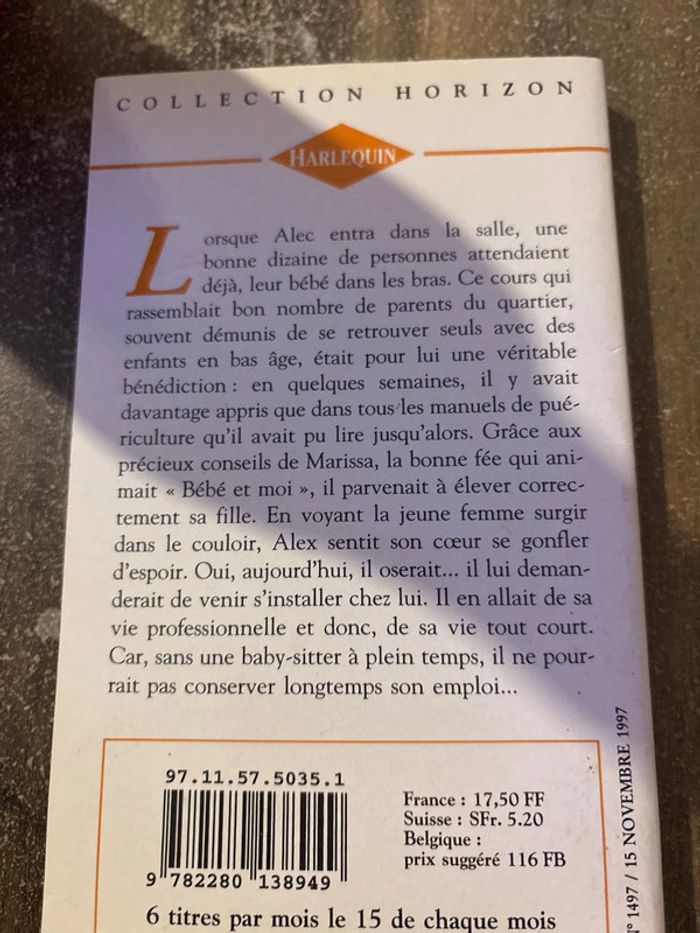 COLLECTION HORIZON
HARLEQUIN
Lorsque Alec entra dans la salle, une
bonne dizaine de personnes attendaient
déjà, leur bébé dans les bras. Ce cours qui
rassemblait bon nombre de parents du quartier,
souvent démunis de se retrouver seuls avec des
enfants en bas âge, était pour lui une véritable
bénédiction : en quelques semaines, il y avait
davantage appris que dans tous les manuels de pué-
riculture qu'il avait pu lire jusqu'alors. Grâce aux
précieux conseils de Marissa, la bonne fée qui ani-
mait « Bébé et moi », il parvenait à élever correc-
tement sa fille. En voyant la jeune femme surgir
dans le couloir, Alex sentit son cœur se gonfler
d'espoir. Oui, aujourd'hui, il oserait... il lui deman-
derait de venir s'installer chez lui. Il en allait de sa
vie professionnelle et donc, de sa vie tout court.
Car, sans une baby-sitter à plein temps, il ne pour-
rait pas conserver longtemps son emploi...
97.11.57.5035.1
9 782280 138949
France : 17,50 FF
Suisse : SFr. 5.20
Belgique :
prix suggéré 116 FB
6 titres par mois le 15 de chaque mois
N° 1497 / 15 NOVEMBRE 1997